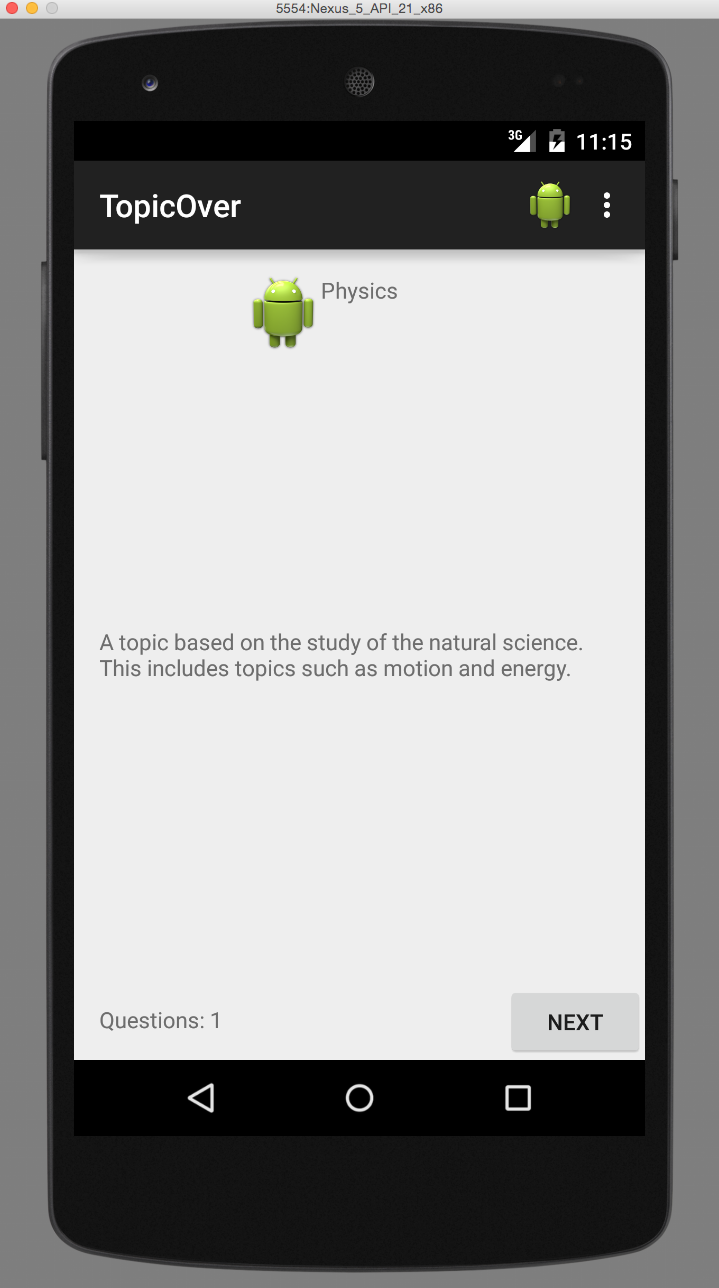 5554:Nexus_5_API_21_x86
3G 11:15
TopicOver
Physics
A topic based on the study of the natural science.
This includes topics such as motion and energy.
Questions: 1
NEXT